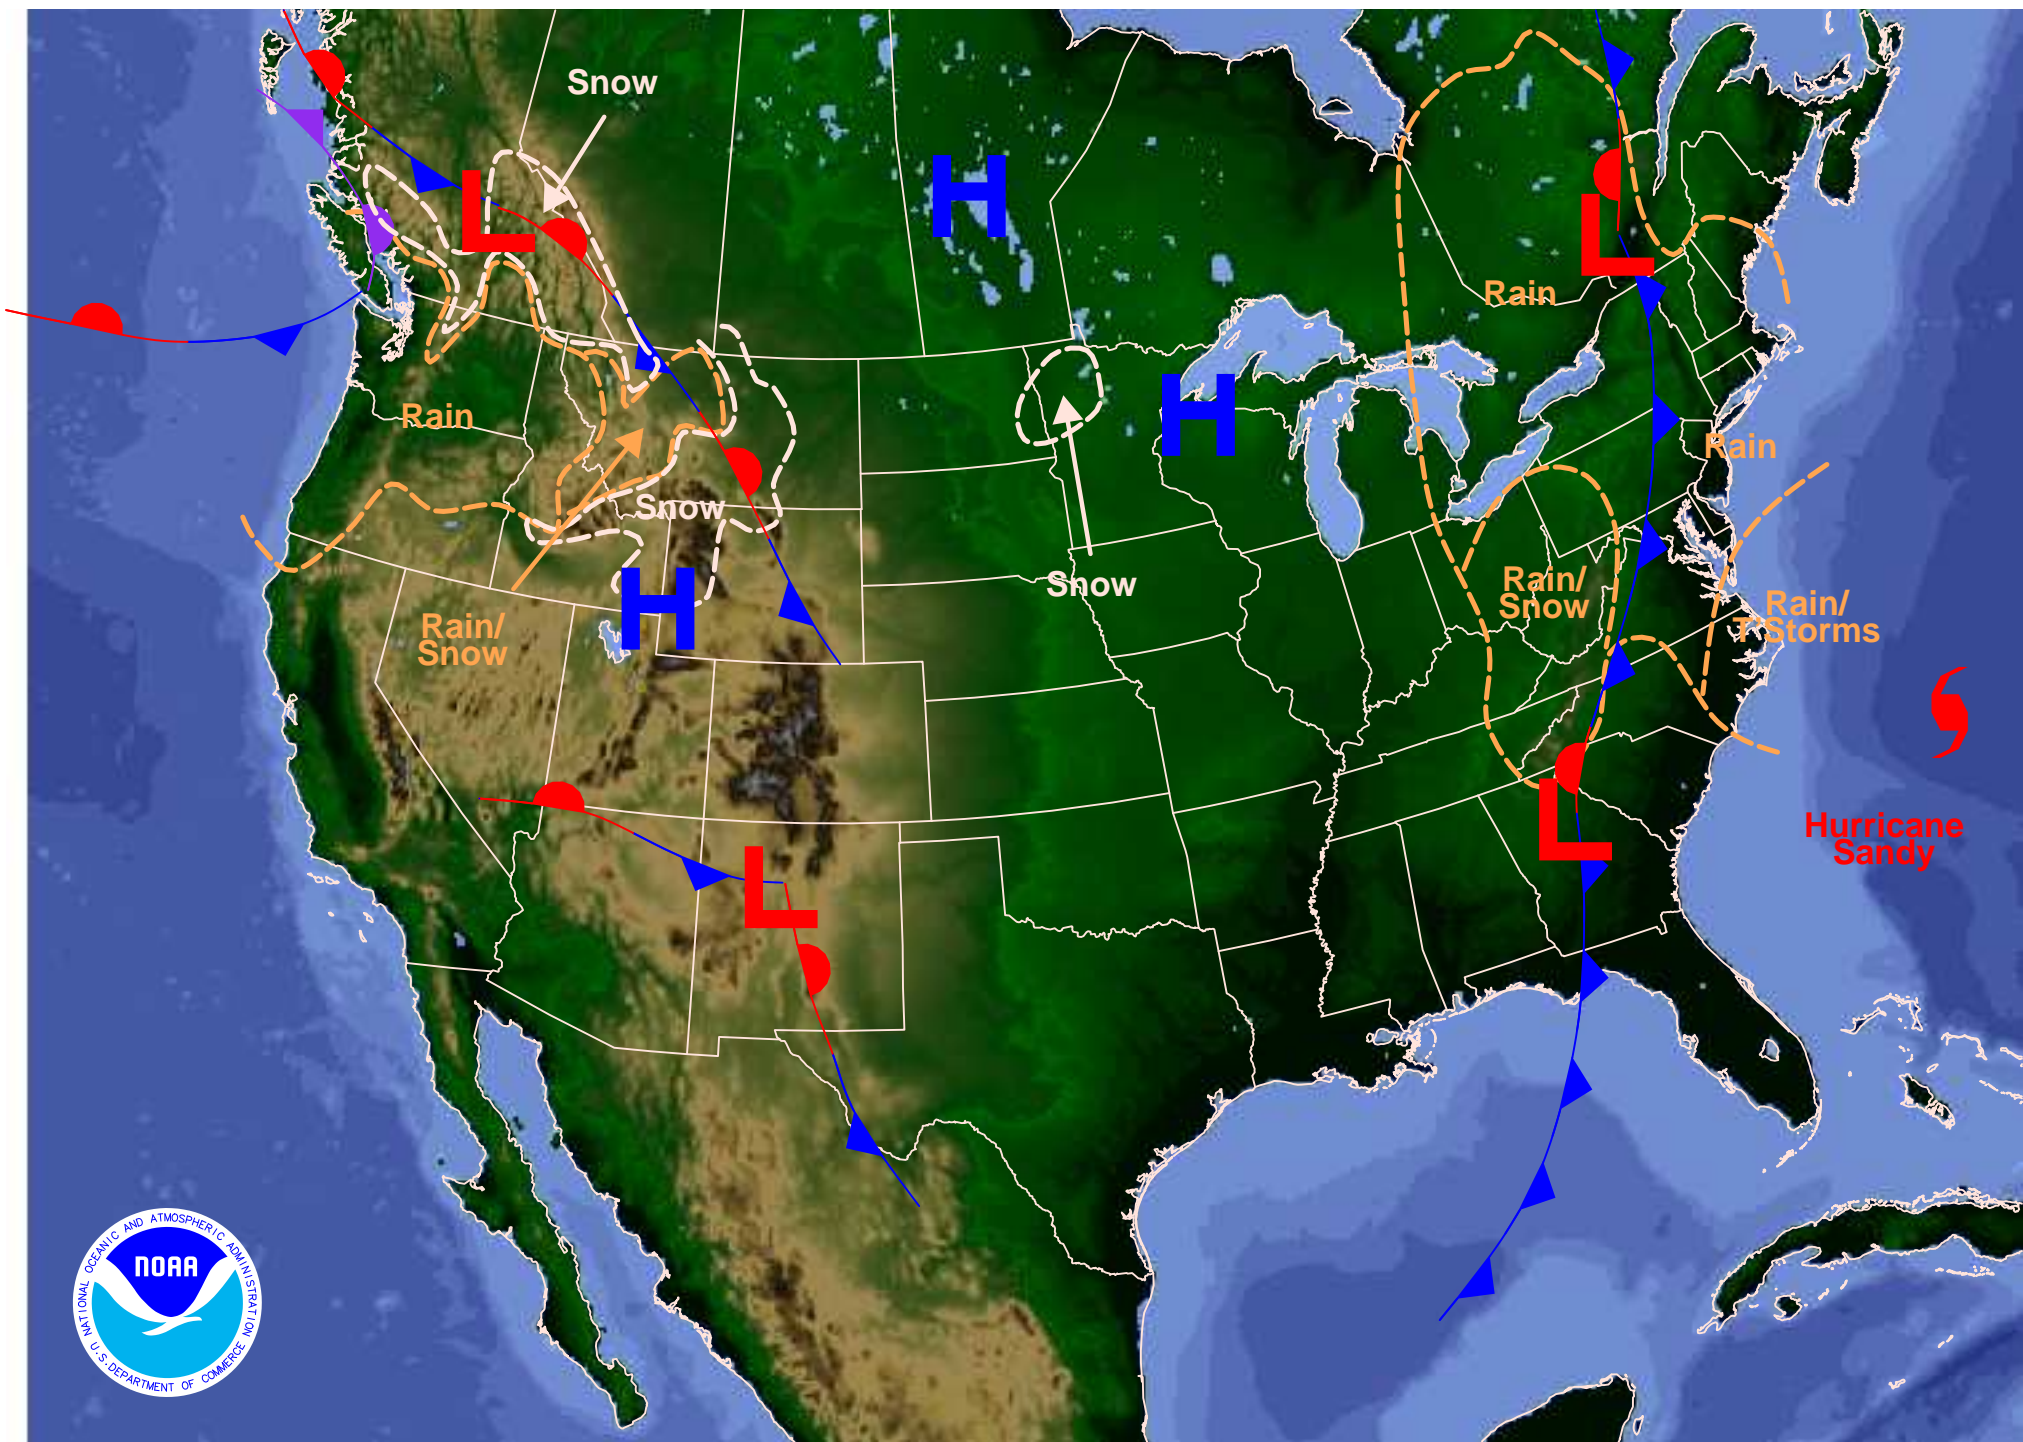 Snow
H
L
L
Rain
H
Rain
Rain
Snow
Rain/
Snow
Snow
Rain/
Snow
Rain/
T'Storms
H
L
L
Hurricane
Sandy
NATIONAL OCEANIC AND ATMOSPHERIC ADMINISTRATION
NOAA
U.S. DEPARTMENT OF COMMERCE